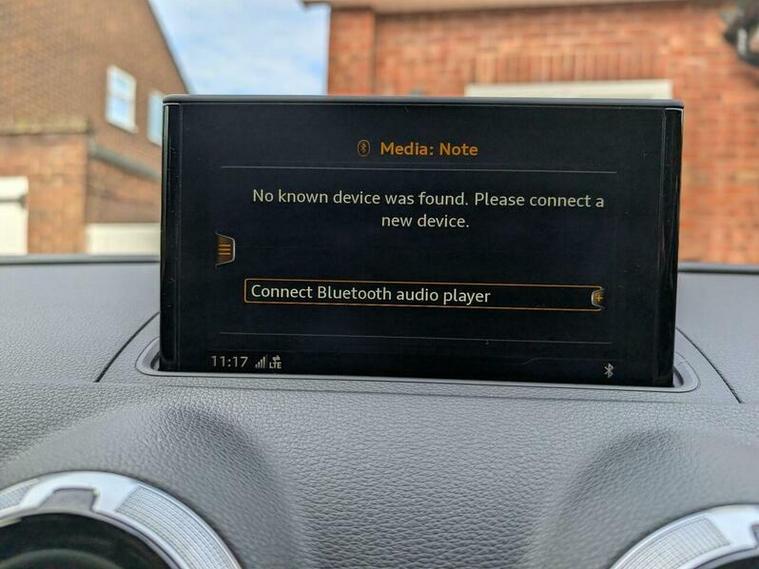 Media: Note
No known device was found. Please connect a
new device.
Connect Bluetooth audio player
11:17 LTE